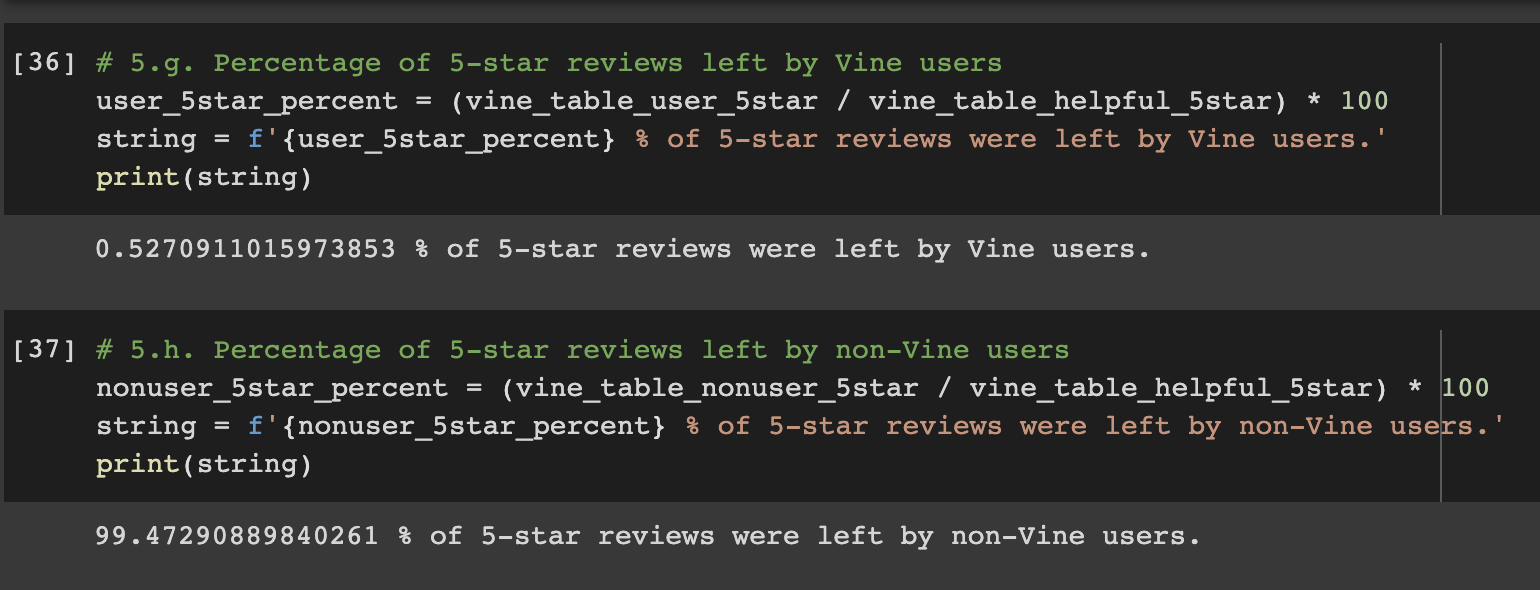 [36] # 5.g. Percentage of 5-star reviews left by Vine users
user_5star_percent = (vine_table_user_5star / vine_table_helpful_5star) * 100
string = f'{user_5star_percent} % of 5-star reviews were left by Vine users.'
print(string)
0.5270911015973853 % of 5-star reviews were left by Vine users.
[37] # 5.h. Percentage of 5-star reviews left by non-Vine users
nonuser_5star_percent = (vine_table_nonuser_5star / vine_table_helpful_5star) * 100
string = f'{nonuser_5star_percent} % of 5-star reviews were left by non-Vine users.'
print(string)
99.47290889840261 % of 5-star reviews were left by non-Vine users.